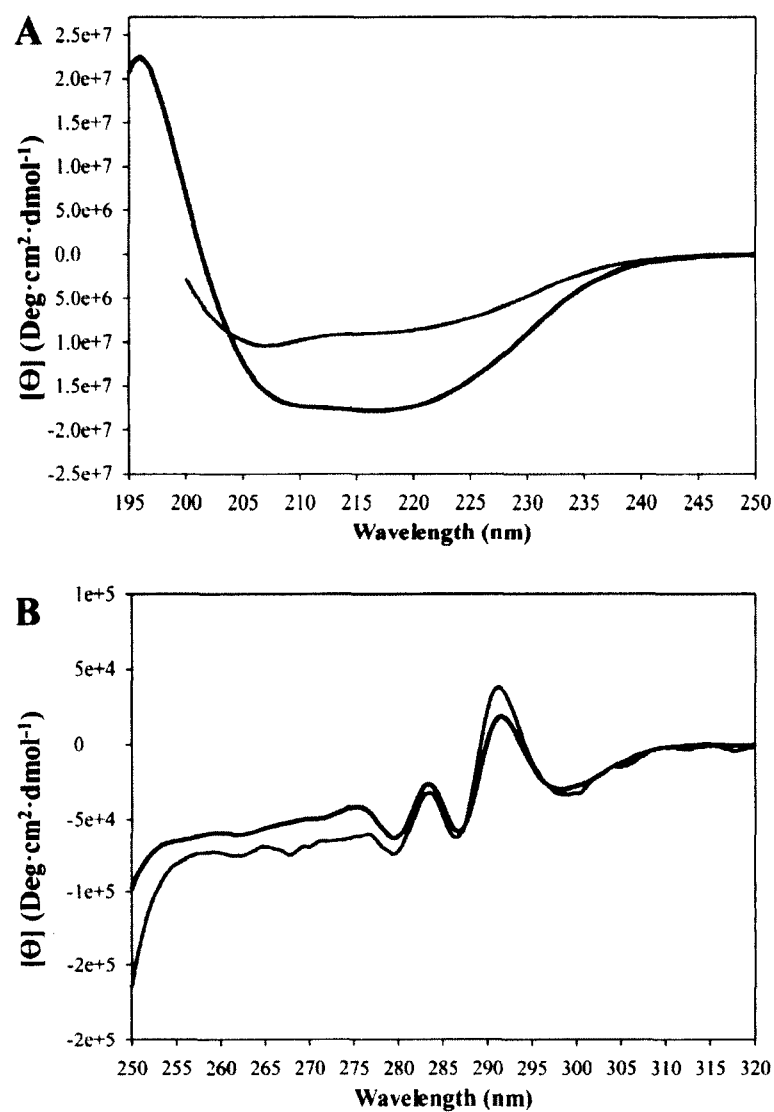 A
2.5e+7
2.0e+7
1.5e+7
1.0e+7
5.0e+6
0.0
5.0e+6
1.0e+7
1.5e+7
-2.0e+7
-2.5e+7
[Θ] (Deg·cm²·dmol⁻¹)
195 200 205 210 215 220 225 230 235 240 245 250
Wavelength (nm)
B
1e+5
5e+4
0
-5e+4
-1e+5
-2e+5
-2e+5
[Θ] (Deg·cm²·dmol⁻¹)
250 255 260 265 270 275 280 285 290 295 300 305 310 315 320
Wavelength (nm)